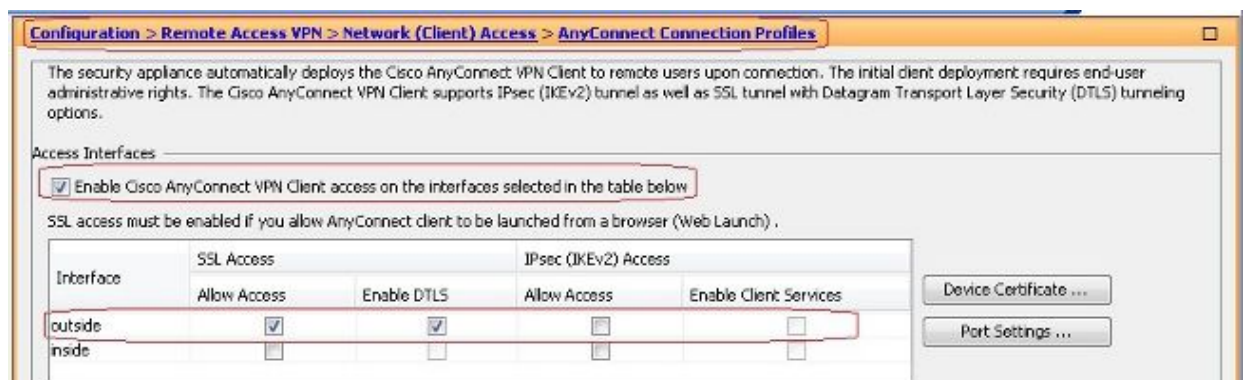 Configuration > Remote Access VPN > Network (Client) Access > AnyConnect Connection Profiles
The security appliance automatically deploys the Cisco AnyConnect VPN Client to remote users upon connection. The initial client deployment requires end-user
administrative rights. The Cisco AnyConnect VPN Client supports IPsec (IKEv2) tunnel as well as SSL tunnel with Datagram Transport Layer Security (DTLS) tunneling
options.
Access Interfaces
Enable Cisco AnyConnect VPN Client access on the interfaces selected in the table below
SSL access must be enabled if you allow AnyConnect client to be launched from a browser (Web Launch) .
Interface
SSL Access
IPsec (IKEv2) Access
Allow Access
Enable DTLS
Allow Access
Enable Client Services
outside
inside
Device Certificate ...
Port Settings ...